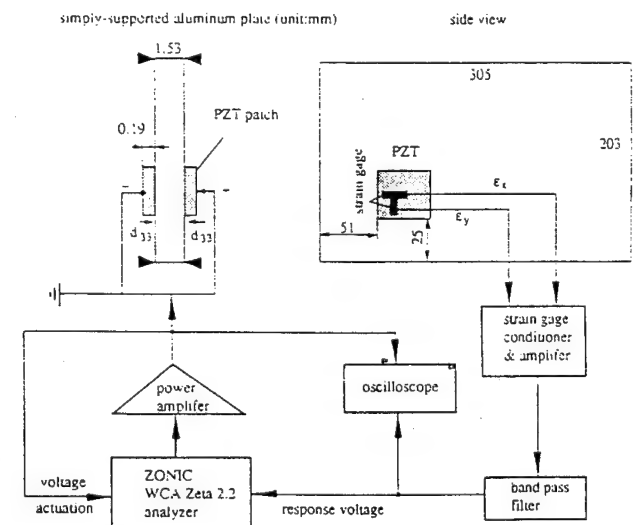 simply-supported aluminum plate (unit:mm)
side view
1.53
305
0.19
PZT patch
203
PZT
strain gage
εx
εy
d33
d33
51
25
strain gage
conditioner
& amplifer
power
amplifer
oscilloscope
voltage
actuation
ZONIC
WCA Zeta 2.2
analyzer
response voltage
band pass
filter